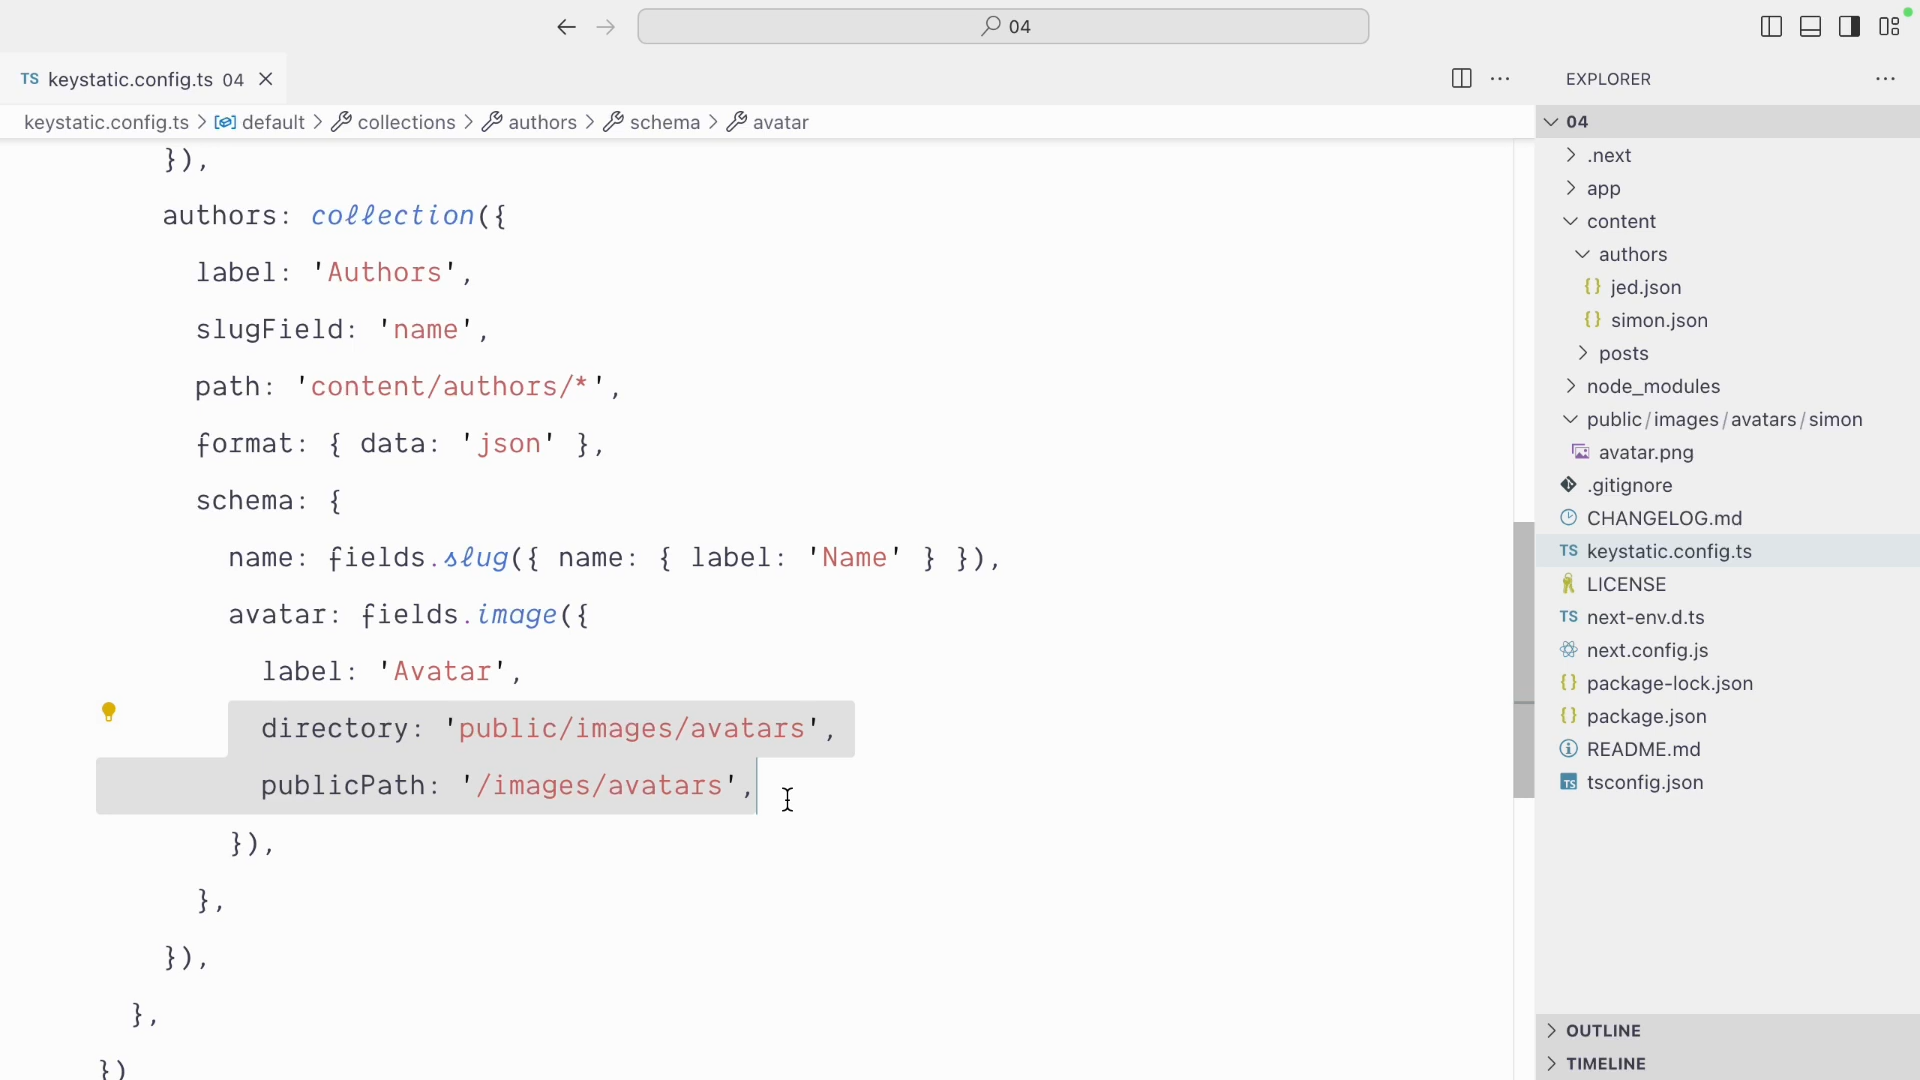 04
TS keystatic.config.ts 04
keystatic.config.ts > default > collections > authors > schema > avatar
}),
authors: collection({
label: 'Authors',
slugField: 'name',
path: 'content/authors/*',
format: { data: 'json' },
schema: {
name: fields.slug({ name: { label: 'Name' } }),
avatar: fields.image({
label: 'Avatar',
directory: 'public/images/avatars',
publicPath: '/images/avatars',
}),
},
}),
},
})
EXPLORER
04
.next
app
content
authors
{} jed.json
{} simon.json
posts
node_modules
public/images/avatars/simon
avatar.png
.gitignore
CHANGELOG.md
TS keystatic.config.ts
LICENSE
TS next-env.d.ts
next.config.js
{} package-lock.json
{} package.json
README.md
TS tsconfig.json
OUTLINE
TIMELINE